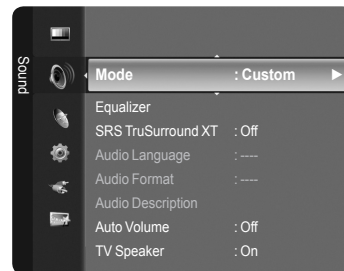 Sound
Mode : Custom
Equalizer
SRS TruSurround XT : Off
Audio Language : ----
Audio Format : ----
Audio Description
Auto Volume : Off
TV Speaker : On